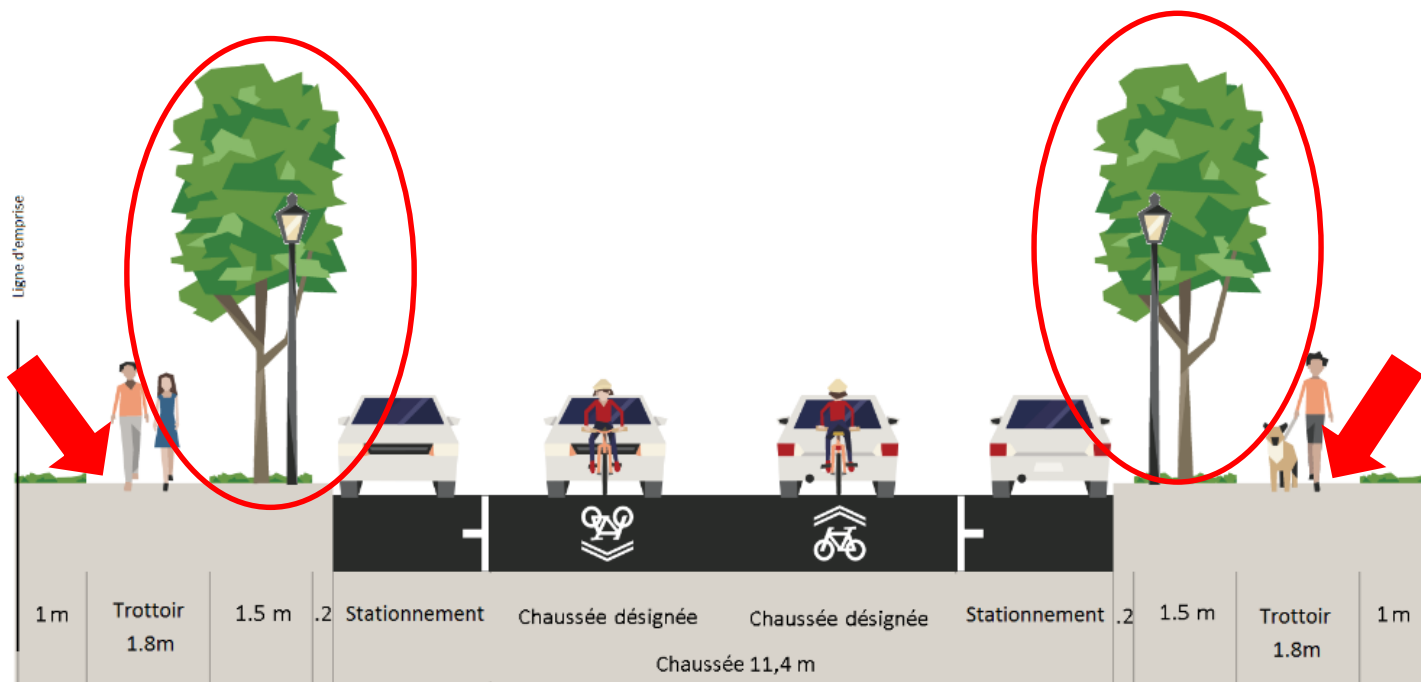 Ligne d'emprise
1 m
Trottoir
1.8m
1.5 m
.2
Stationnement
Chaussée désignée
Chaussée désignée
Stationnement
.2
1.5 m
Trottoir
1.8m
1 m
Chaussée 11,4 m